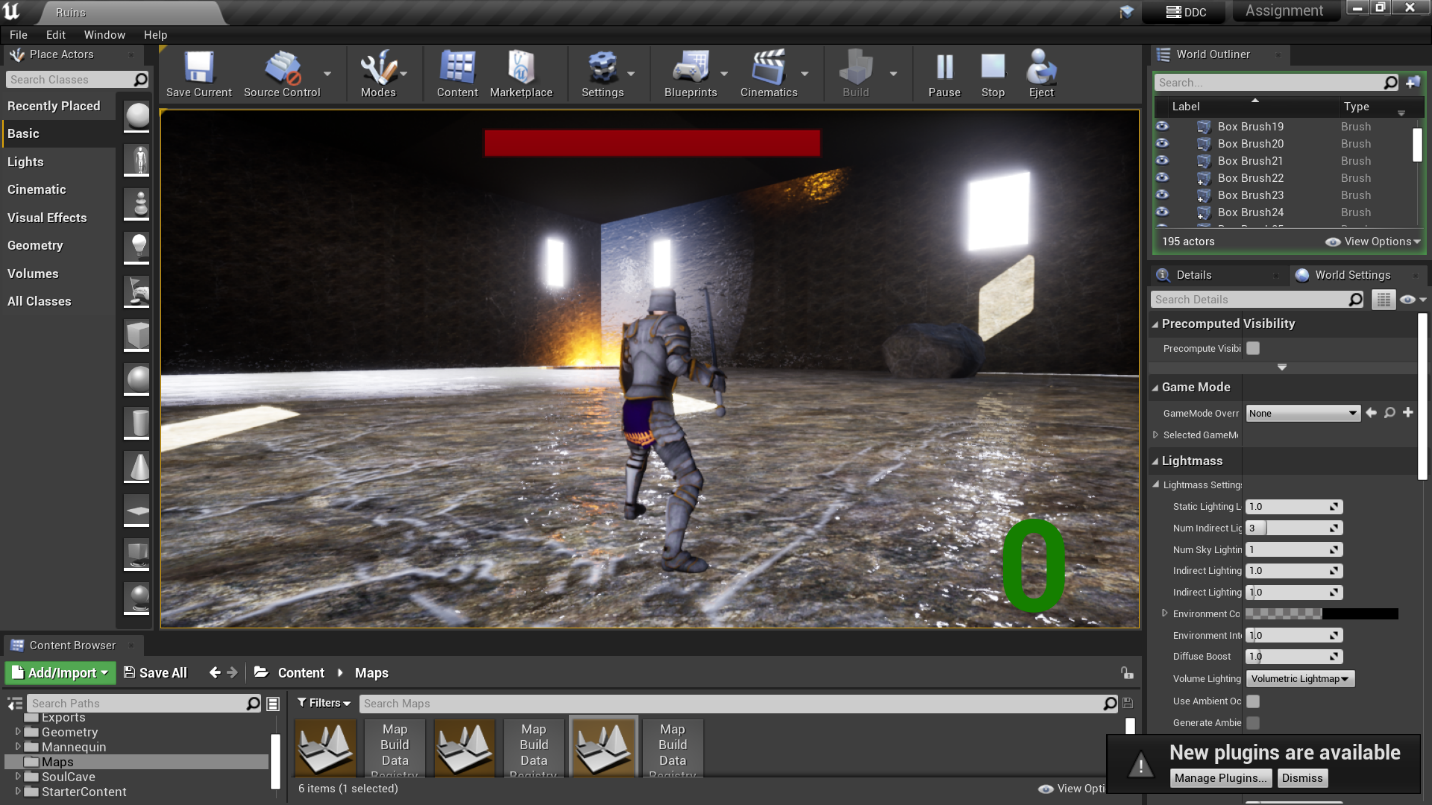 Ruins
DDC
Assignment
File Edit Window Help
Place Actors
Search Classes
Recently Placed
Basic
Lights
Cinematic
Visual Effects
Geometry
Volumes
All Classes
Save Current
Source Control
Modes
Content
Marketplace
Settings
Blueprints
Cinematics
Build
Pause
Stop
Eject
0
World Outliner
Search...
Label Type
Box Brush19 Brush
Box Brush20 Brush
Box Brush21 Brush
Box Brush22 Brush
Box Brush23 Brush
Box Brush24 Brush
195 actors View Options
Details World Settings
Search Details
Precomputed Visibility
Precompute Visibi
Game Mode
GameMode Overr None
Selected GameMo
Lightmass
Lightmass Settings
Static Lighting L 1.0
Num Indirect Lig 3
Num Sky Lightin 1
Indirect Lighting 1.0
Indirect Lighting 1.0
Environment Co
Environment Inte 1.0
Diffuse Boost 1.0
Volume Lighting Volumetric Lightmap
Use Ambient Oc
Generate Ambie
Content Browser
Add/Import Save All Content Maps
Search Paths
Exports
Geometry
Mannequin
Maps
SoulCave
StarterContent
Filters Search Maps
Map
Build
Data
Registry
Map
Build
Data
Registry
Map
Build
Data
Registry
6 items (1 selected) View Opti
New plugins are available
Manage Plugins... Dismiss